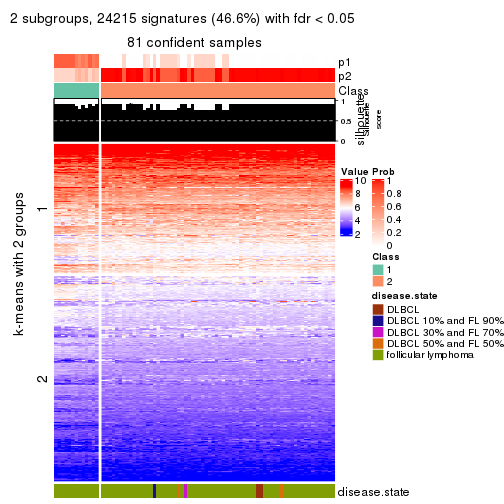 2 subgroups, 24215 signatures (46.6%) with fdr < 0.05
81 confident samples
p1
p2
Class
1
0.5
0
silhouette
Silhouette
score
k-means with 2 groups
1
2
Value
10
8
6
4
2
Prob
1
0.8
0.6
0.4
0.2
0
Class
1
2
disease.state
DLBCL
DLBCL 10% and FL 90%
DLBCL 30% and FL 70%
DLBCL 50% and FL 50%
follicular lymphoma
disease.state